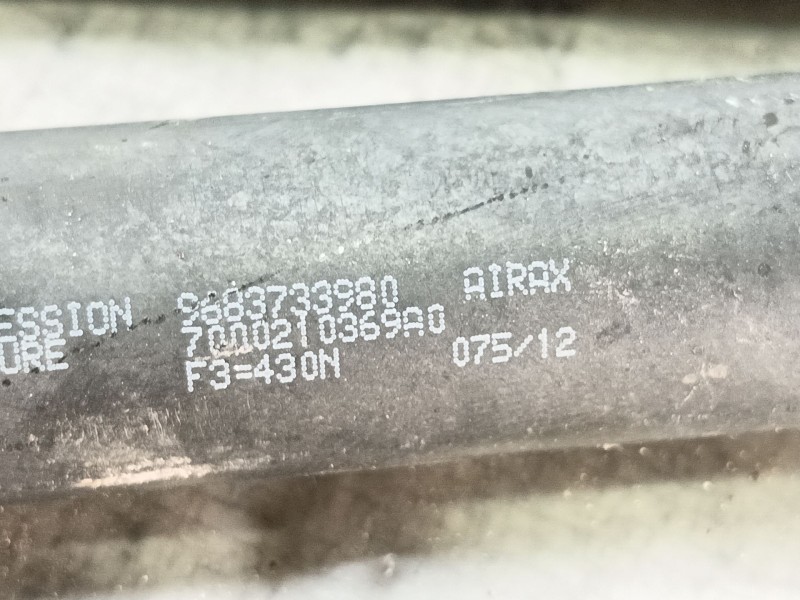 ESSION 9683733980 AIRAX
URE 7000210369A0
F3=430N 075/12